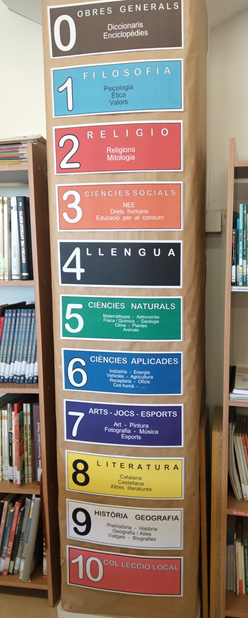 0 OBRES GENERALS
Diccionaris
Enciclopèdies
1 FILOSOFIA
Psicologia
Ètica
Valors
2 RELIGIÓ
Religions
Mitologia
3 CIÈNCIES SOCIALS
NEE
Drets humans
Educació per al consum
4 LLENGUA
5 CIÈNCIES NATURALS
Matemàtiques - Astronomia
Física / Química - Geologia
Clima - Plantes
Animals
6 CIÈNCIES APLICADES
Indústria - Energia
Vehicles - Agricultura
Receptaris - Oficis
Cos humà - ...
7 ARTS - JOCS - ESPORTS
Art - Pintura
Fotografia - Música
Esports
8 LITERATURA
Catalana
Castellana
Altres literatures
9 HISTÒRIA GEOGRAFIA
Prehistòria - Història
Geografia / Atles
Viatges - Biografies
10 COL·LECCIÓ LOCAL